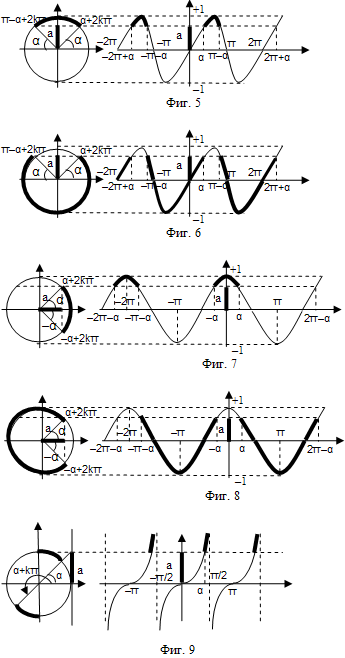 π–α+2kπ α+2kπ +1
a α α –2π a –π π 2π
–2π+α –π–α α π–α 2π+α
–1
Фиг. 5
π–α+2kπ α+2kπ +1
a α α –2π a –π π 2π
–2π+α –π–α α π–α 2π+α
–1
Фиг. 6
α+2kπ +1
a α –2π –π a π
–α –2π–α –π–α –α α 2π–α
–α+2kπ
–1
Фиг. 7
α+2kπ +1
a α –2π –π a π
–α –2π–α –π–α –α α 2π–α
–α+2kπ
–1
Фиг. 8
α+kπ α a
a
–π –π/2 α π/2 π
Фиг. 9